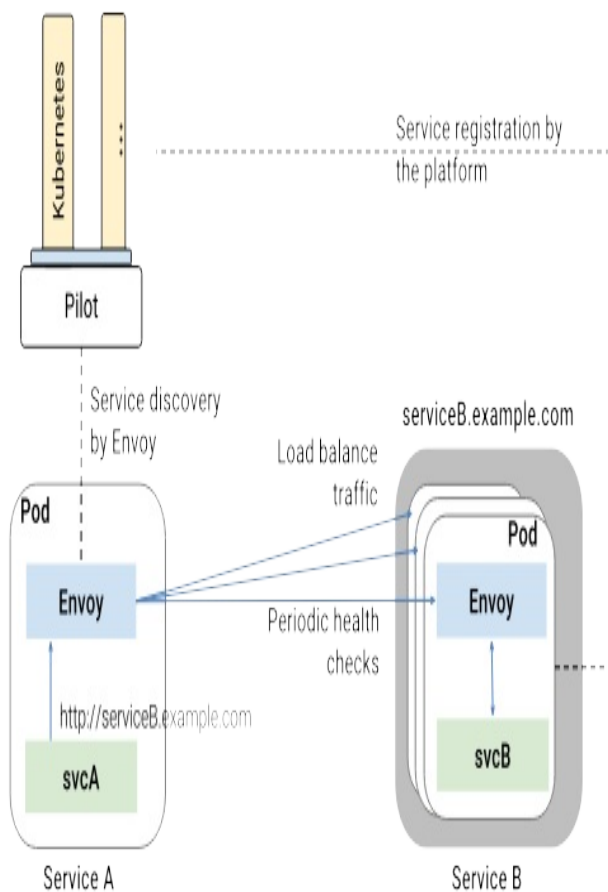 Kubernetes
...
Service registration by
the platform
Pilot
Service discovery
by Envoy
serviceB.example.com
Load balance
traffic
Pod
Pod
Envoy
Envoy
Periodic health
checks
http://serviceB.example.com
svcA
svcB
Service A
Service B